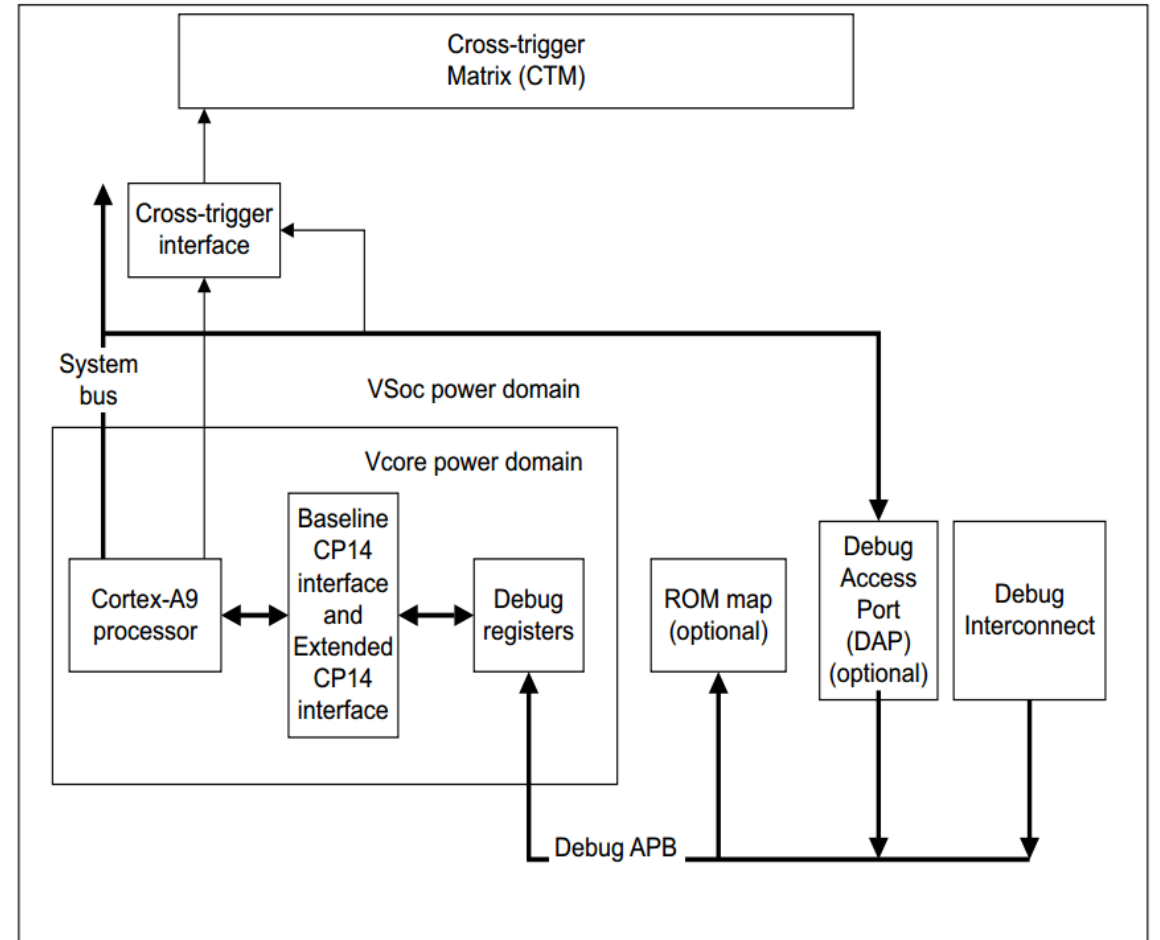 Cross-trigger
Matrix (CTM)
Cross-trigger
interface
System
bus
VSoc power domain
Vcore power domain
Cortex-A9
processor
Baseline
CP14
interface
and
Extended
CP14
interface
Debug
registers
ROM map
(optional)
Debug
Access
Port
(DAP)
(optional)
Debug
Interconnect
Debug APB